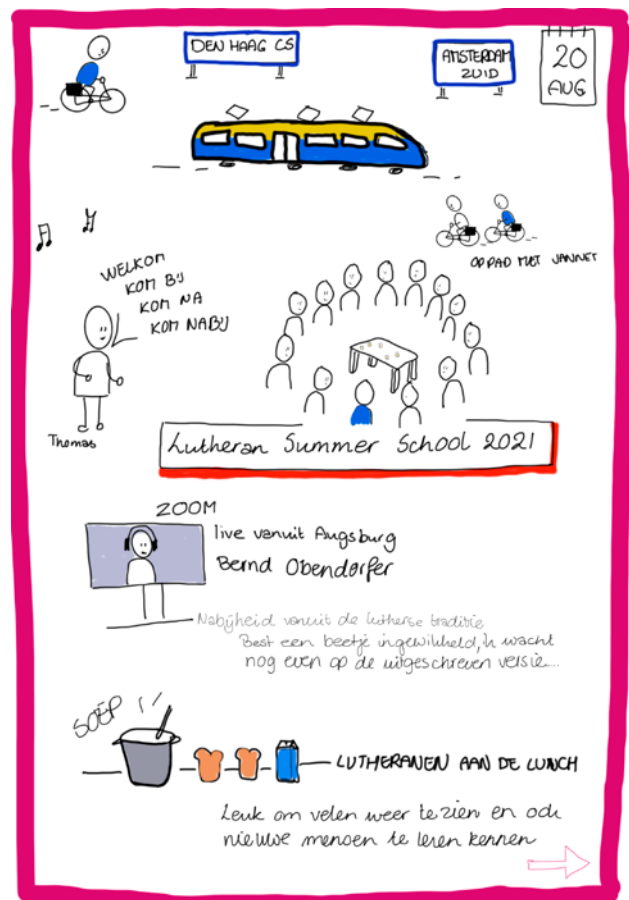 DEN HAAG CS
AMSTERDAM
ZUID
20
AUG
OP PAD MET JANNET
WELKOM
KOM BIJ
KOM NA
KOM NABIJ
Thomas
Lutheran Summer School 2021
ZOOM
live vanuit Augsburg
Bernd Obendorfer
Nabijheid vanuit de lutherse traditie
Best een beetje ingewikkeld, ik wacht
nog even op de uitgeschreven versie...
SOEP !!
LUTHERANEN AAN DE LUNCH
Leuk om velen weer te zien en ook
nieuwe mensen te leren kennen